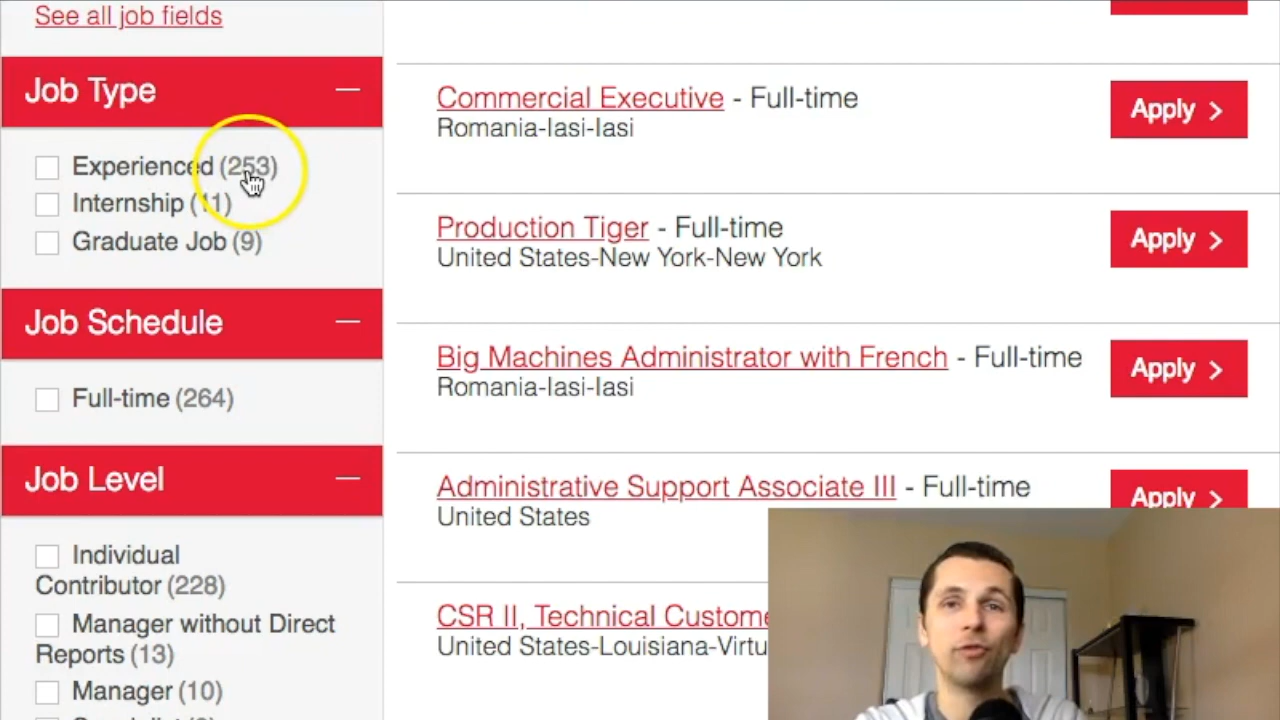 See all job fields
Job Type
Experienced (253)
Internship (11)
Graduate Job (9)
Job Schedule
Full-time (264)
Job Level
Individual
Contributor (228)
Manager without Direct
Reports (13)
Manager (10)
Commercial Executive - Full-time
Romania-Iasi-Iasi
Apply
Production Tiger - Full-time
United States-New York-New York
Apply
Big Machines Administrator with French - Full-time
Romania-Iasi-Iasi
Apply
Administrative Support Associate III - Full-time
United States
Apply
CSR II, Technical
United States-Louisiana-